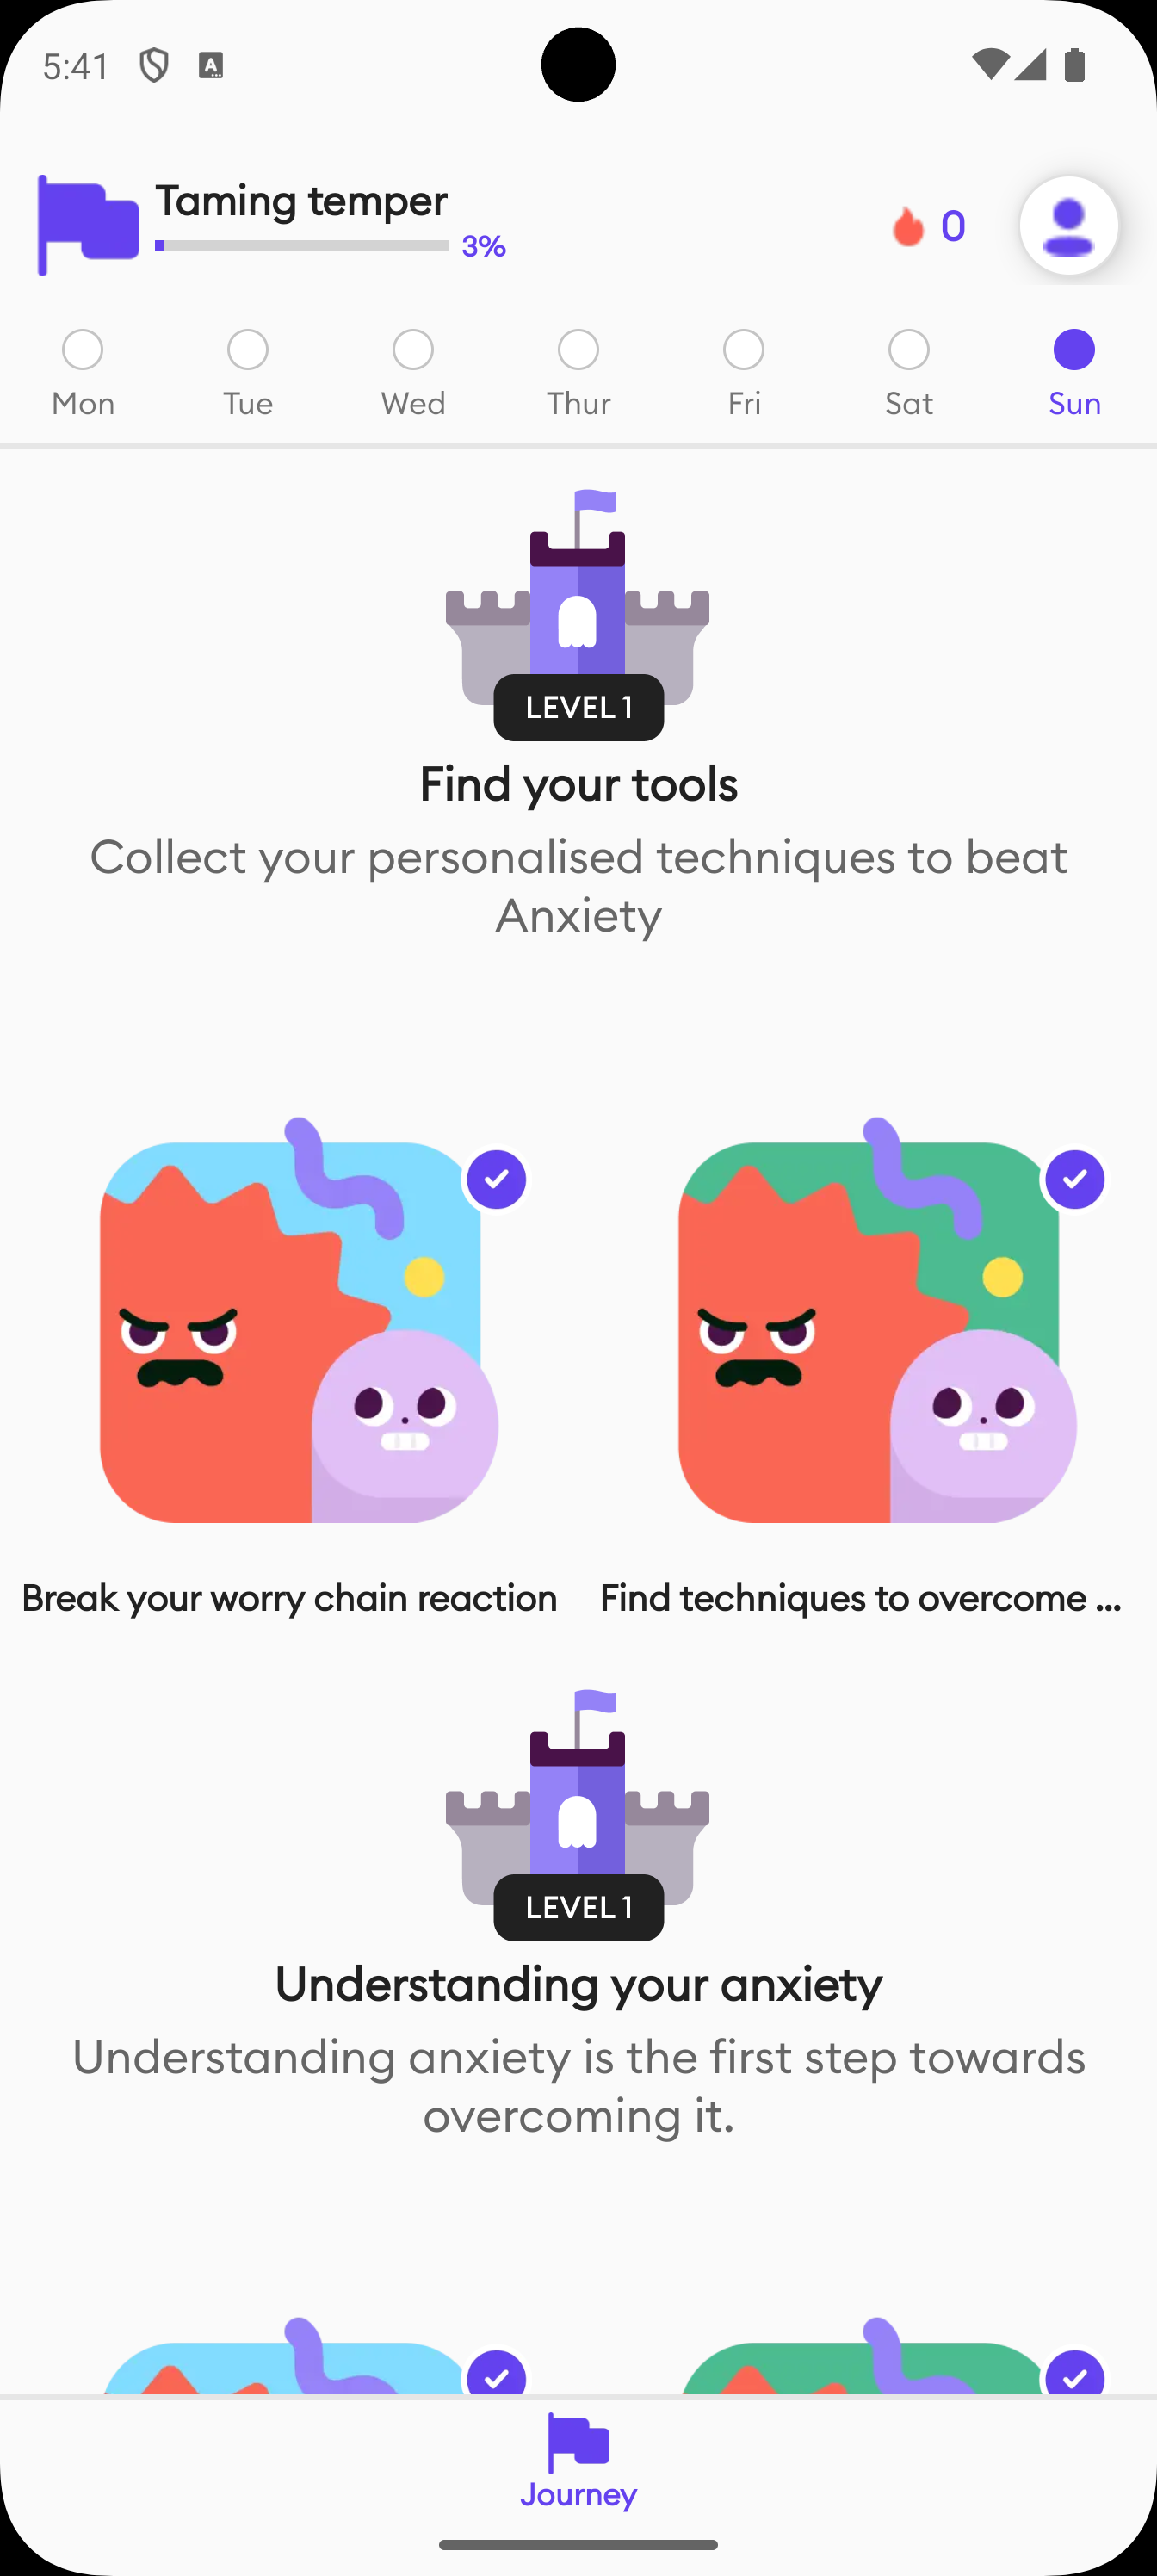 5:41
Taming temper
3%
0
Mon Tue Wed Thur Fri Sat Sun
LEVEL 1
Find your tools
Collect your personalised techniques to beat
Anxiety
Break your worry chain reaction
Find techniques to overcome ...
LEVEL 1
Understanding your anxiety
Understanding anxiety is the first step towards
overcoming it.
Journey